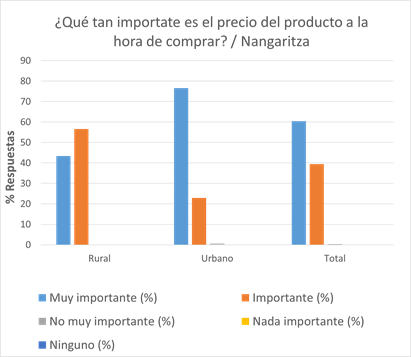 ¿Qué tan importate es el precio del producto a la
hora de comprar? / Nangaritza
90
80
70
60
50
40
30
20
10
0
% Respuestas
Rural Urbano Total
Muy importante (%) Importante (%)
No muy importante (%) Nada importante (%)
Ninguno (%)